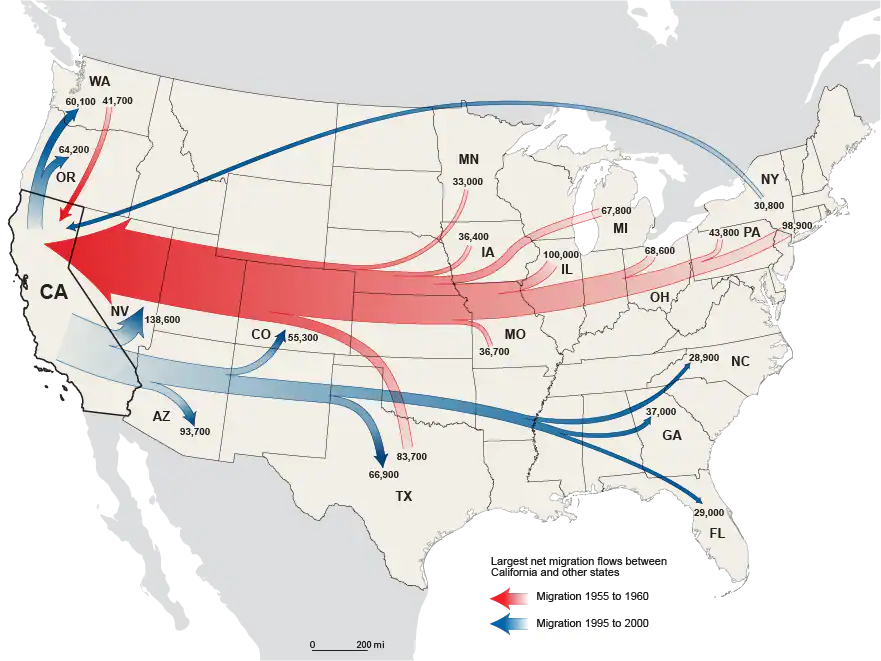 WA
60,100 41,700
64,200
OR
MN
33,000
NY
30,800
67,800
MI
36,400
IA
100,000
IL
68,600
OH
43,800 PA
98,900
CA
NV
138,600
CO
55,300
MO
36,700
28,900
NC
37,000
GA
AZ
93,700
83,700
66,900
TX
29,000
FL
Largest net migration flows between
California and other states
Migration 1955 to 1960
Migration 1995 to 2000
0 200 mi